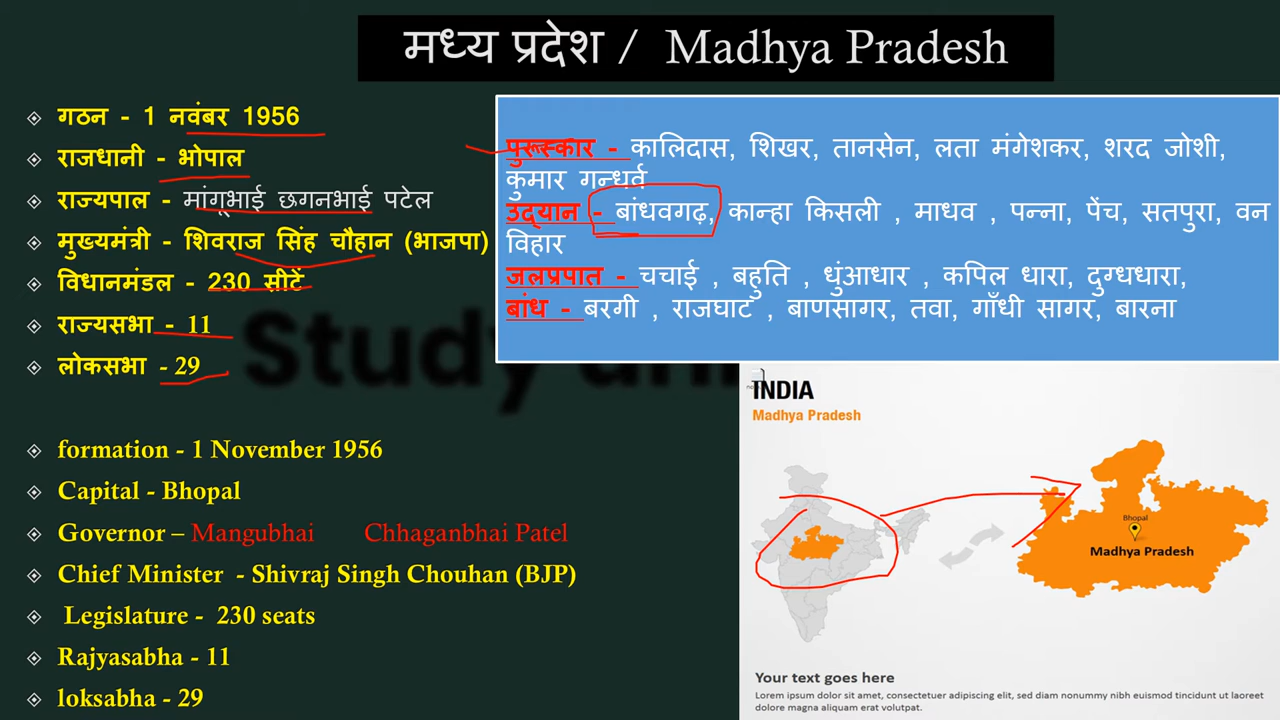 मध्य प्रदेश / Madhya Pradesh
गठन - 1 नवंबर 1956
राजधानी - भोपाल
राज्यपाल - मांगूभाई छगनभाई पटेल
मुख्यमंत्री - शिवराज सिंह चौहान (भाजपा)
विधानमंडल - 230 सीटें
राज्यसभा - 11
लोकसभा - 29
formation - 1 November 1956
Capital - Bhopal
Governor – Mangubhai Chhaganbhai Patel
Chief Minister - Shivraj Singh Chouhan (BJP)
Legislature - 230 seats
Rajyasabha - 11
loksabha - 29
पुरूस्कार - कालिदास, शिखर, तानसेन, लता मंगेशकर, शरद जोशी,
कुमार गन्धर्व
उद्यान - बांधवगढ़, कान्हा किसली , माधव , पन्ना, पेंच, सतपुरा, वन
विहार
जलप्रपात - चचाई , बहुति , धुंआधार , कपिल धारा, दुग्धधारा,
बांध - बरगी , राजघाट , बाणसागर, तवा, गाँधी सागर, बारना
Study
INDIA
Madhya Pradesh
Bhopal
Madhya Pradesh
Your text goes here
Lorem ipsum dolor sit amet, consectetuer adipiscing elit, sed diam nonummy nibh euismod tincidunt ut laoreet
dolore magna aliquam erat volutpat.